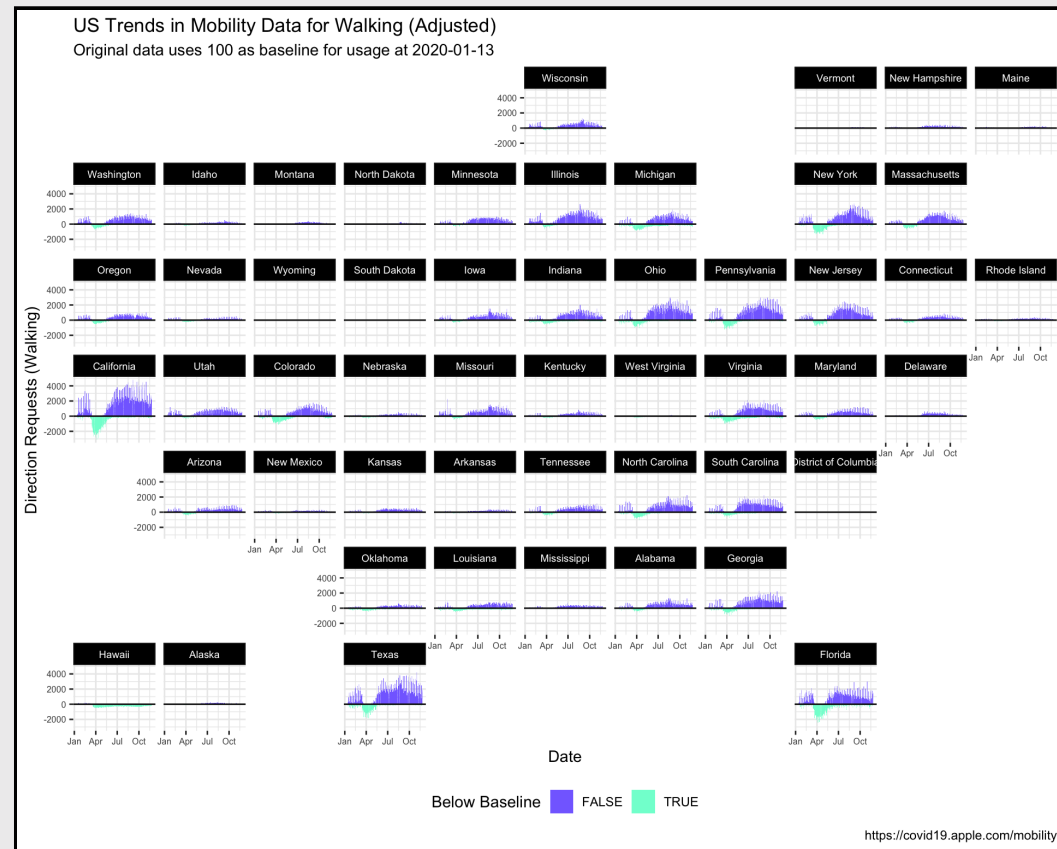 US Trends in Mobility Data for Walking (Adjusted)
Original data uses 100 as baseline for usage at 2020-01-13
Direction Requests (Walking)
Wisconsin Vermont New Hampshire Maine
4000
2000
0
-2000
Washington Idaho Montana North Dakota Minnesota Illinois Michigan New York Massachusetts
4000
2000
0
-2000
Oregon Nevada Wyoming South Dakota Iowa Indiana Ohio Pennsylvania New Jersey Connecticut Rhode Island
4000
2000
0
-2000
Jan Apr Jul Oct
California Utah Colorado Nebraska Missouri Kentucky West Virginia Virginia Maryland Delaware
4000
2000
0
-2000
Jan Apr Jul Oct
Arizona New Mexico Kansas Arkansas Tennessee North Carolina South Carolina District of Columbia
4000
2000
0
-2000
Jan Apr Jul Oct
Oklahoma Louisiana Mississippi Alabama Georgia
4000
2000
0
-2000
Jan Apr Jul Oct Jan Apr Jul Oct Jan Apr Jul Oct Jan Apr Jul Oct
Hawaii Alaska Texas Florida
4000
2000
0
-2000
Jan Apr Jul Oct Jan Apr Jul Oct Jan Apr Jul Oct Jan Apr Jul Oct
Date
Below Baseline FALSE TRUE
https://covid19.apple.com/mobility